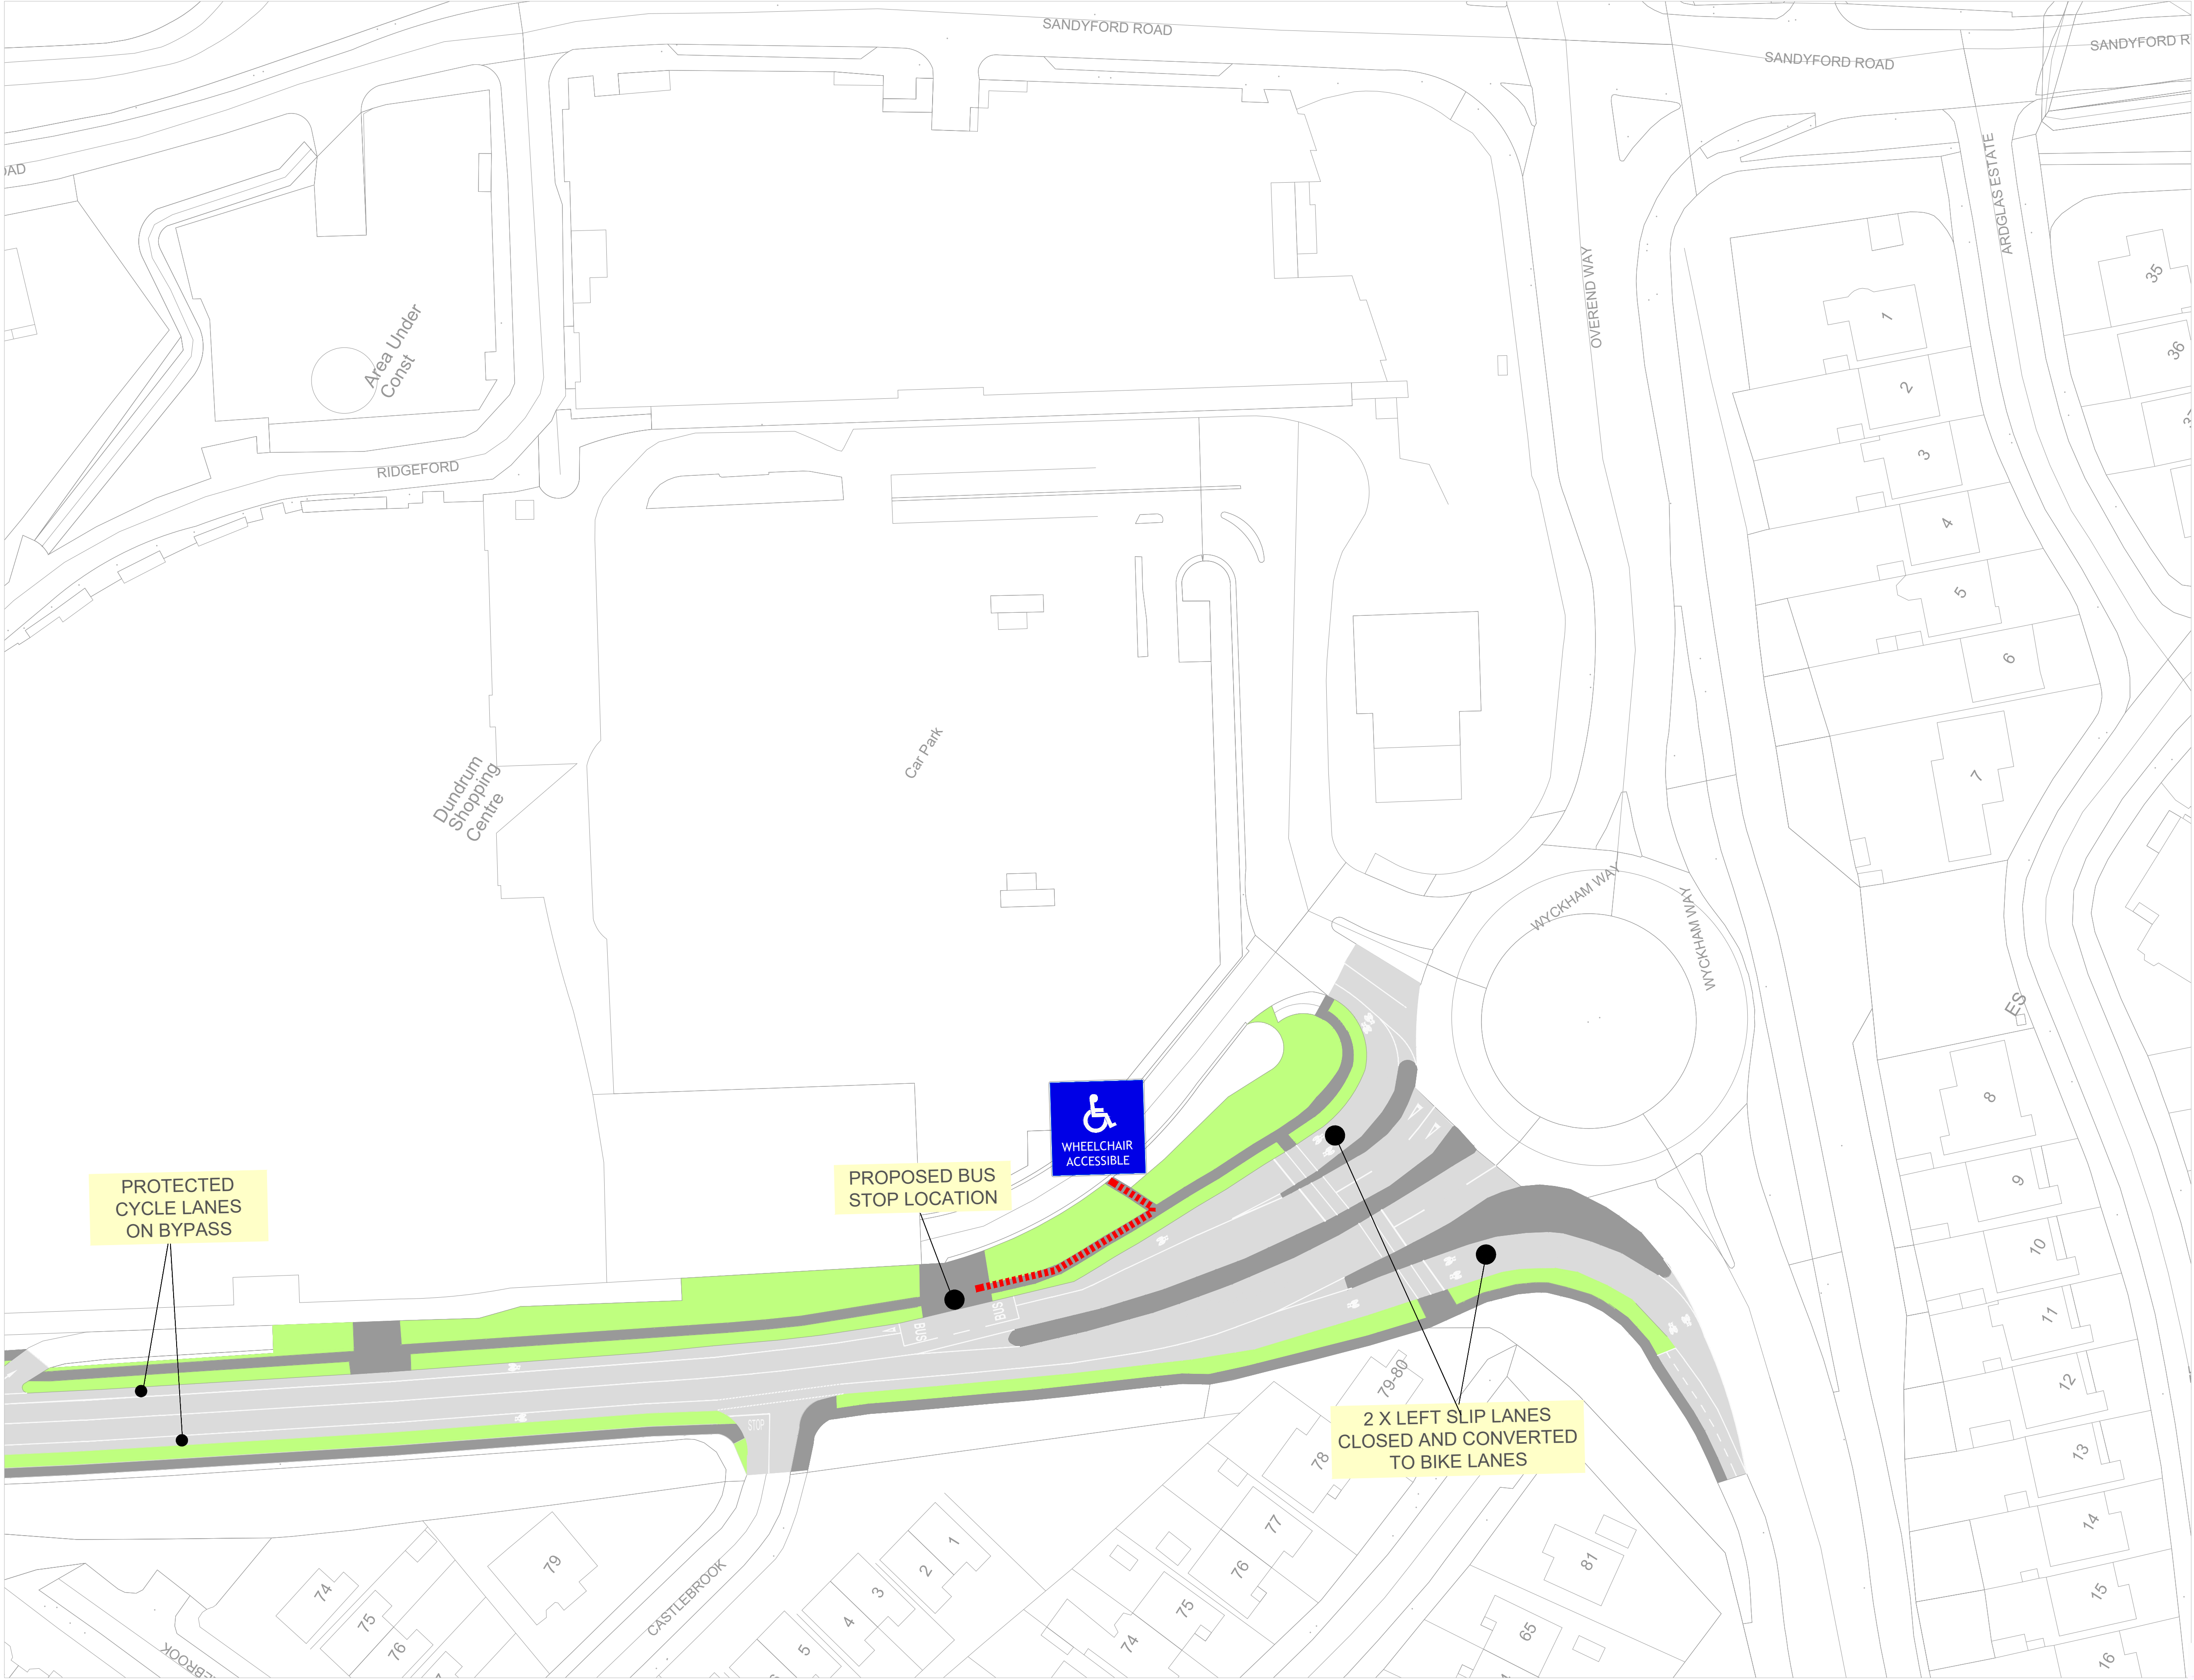 SANDYFORD ROAD
SANDYFORD ROAD
SANDYFORD R
OAD
ARDGLAS ESTATE
OVEREND WAY
35
36
1
2
3
4
5
6
7
Area Under
Const
RIDGEFORD
Dundrum
Shopping
Centre
Car Park
WYCKHAM WAY
WYCKHAM WAY
ES
8
9
10
11
12
13
14
15
16
WHEELCHAIR
ACCESSIBLE
PROTECTED
CYCLE LANES
ON BYPASS
PROPOSED BUS
STOP LOCATION
BUS
BUS
STOP
2 X LEFT SLIP LANES
CLOSED AND CONVERTED
TO BIKE LANES
79-80
78
77
76
75
74
81
65
79
74
75
76
1
2
3
4
5
CASTLEBROOK
EBROOK